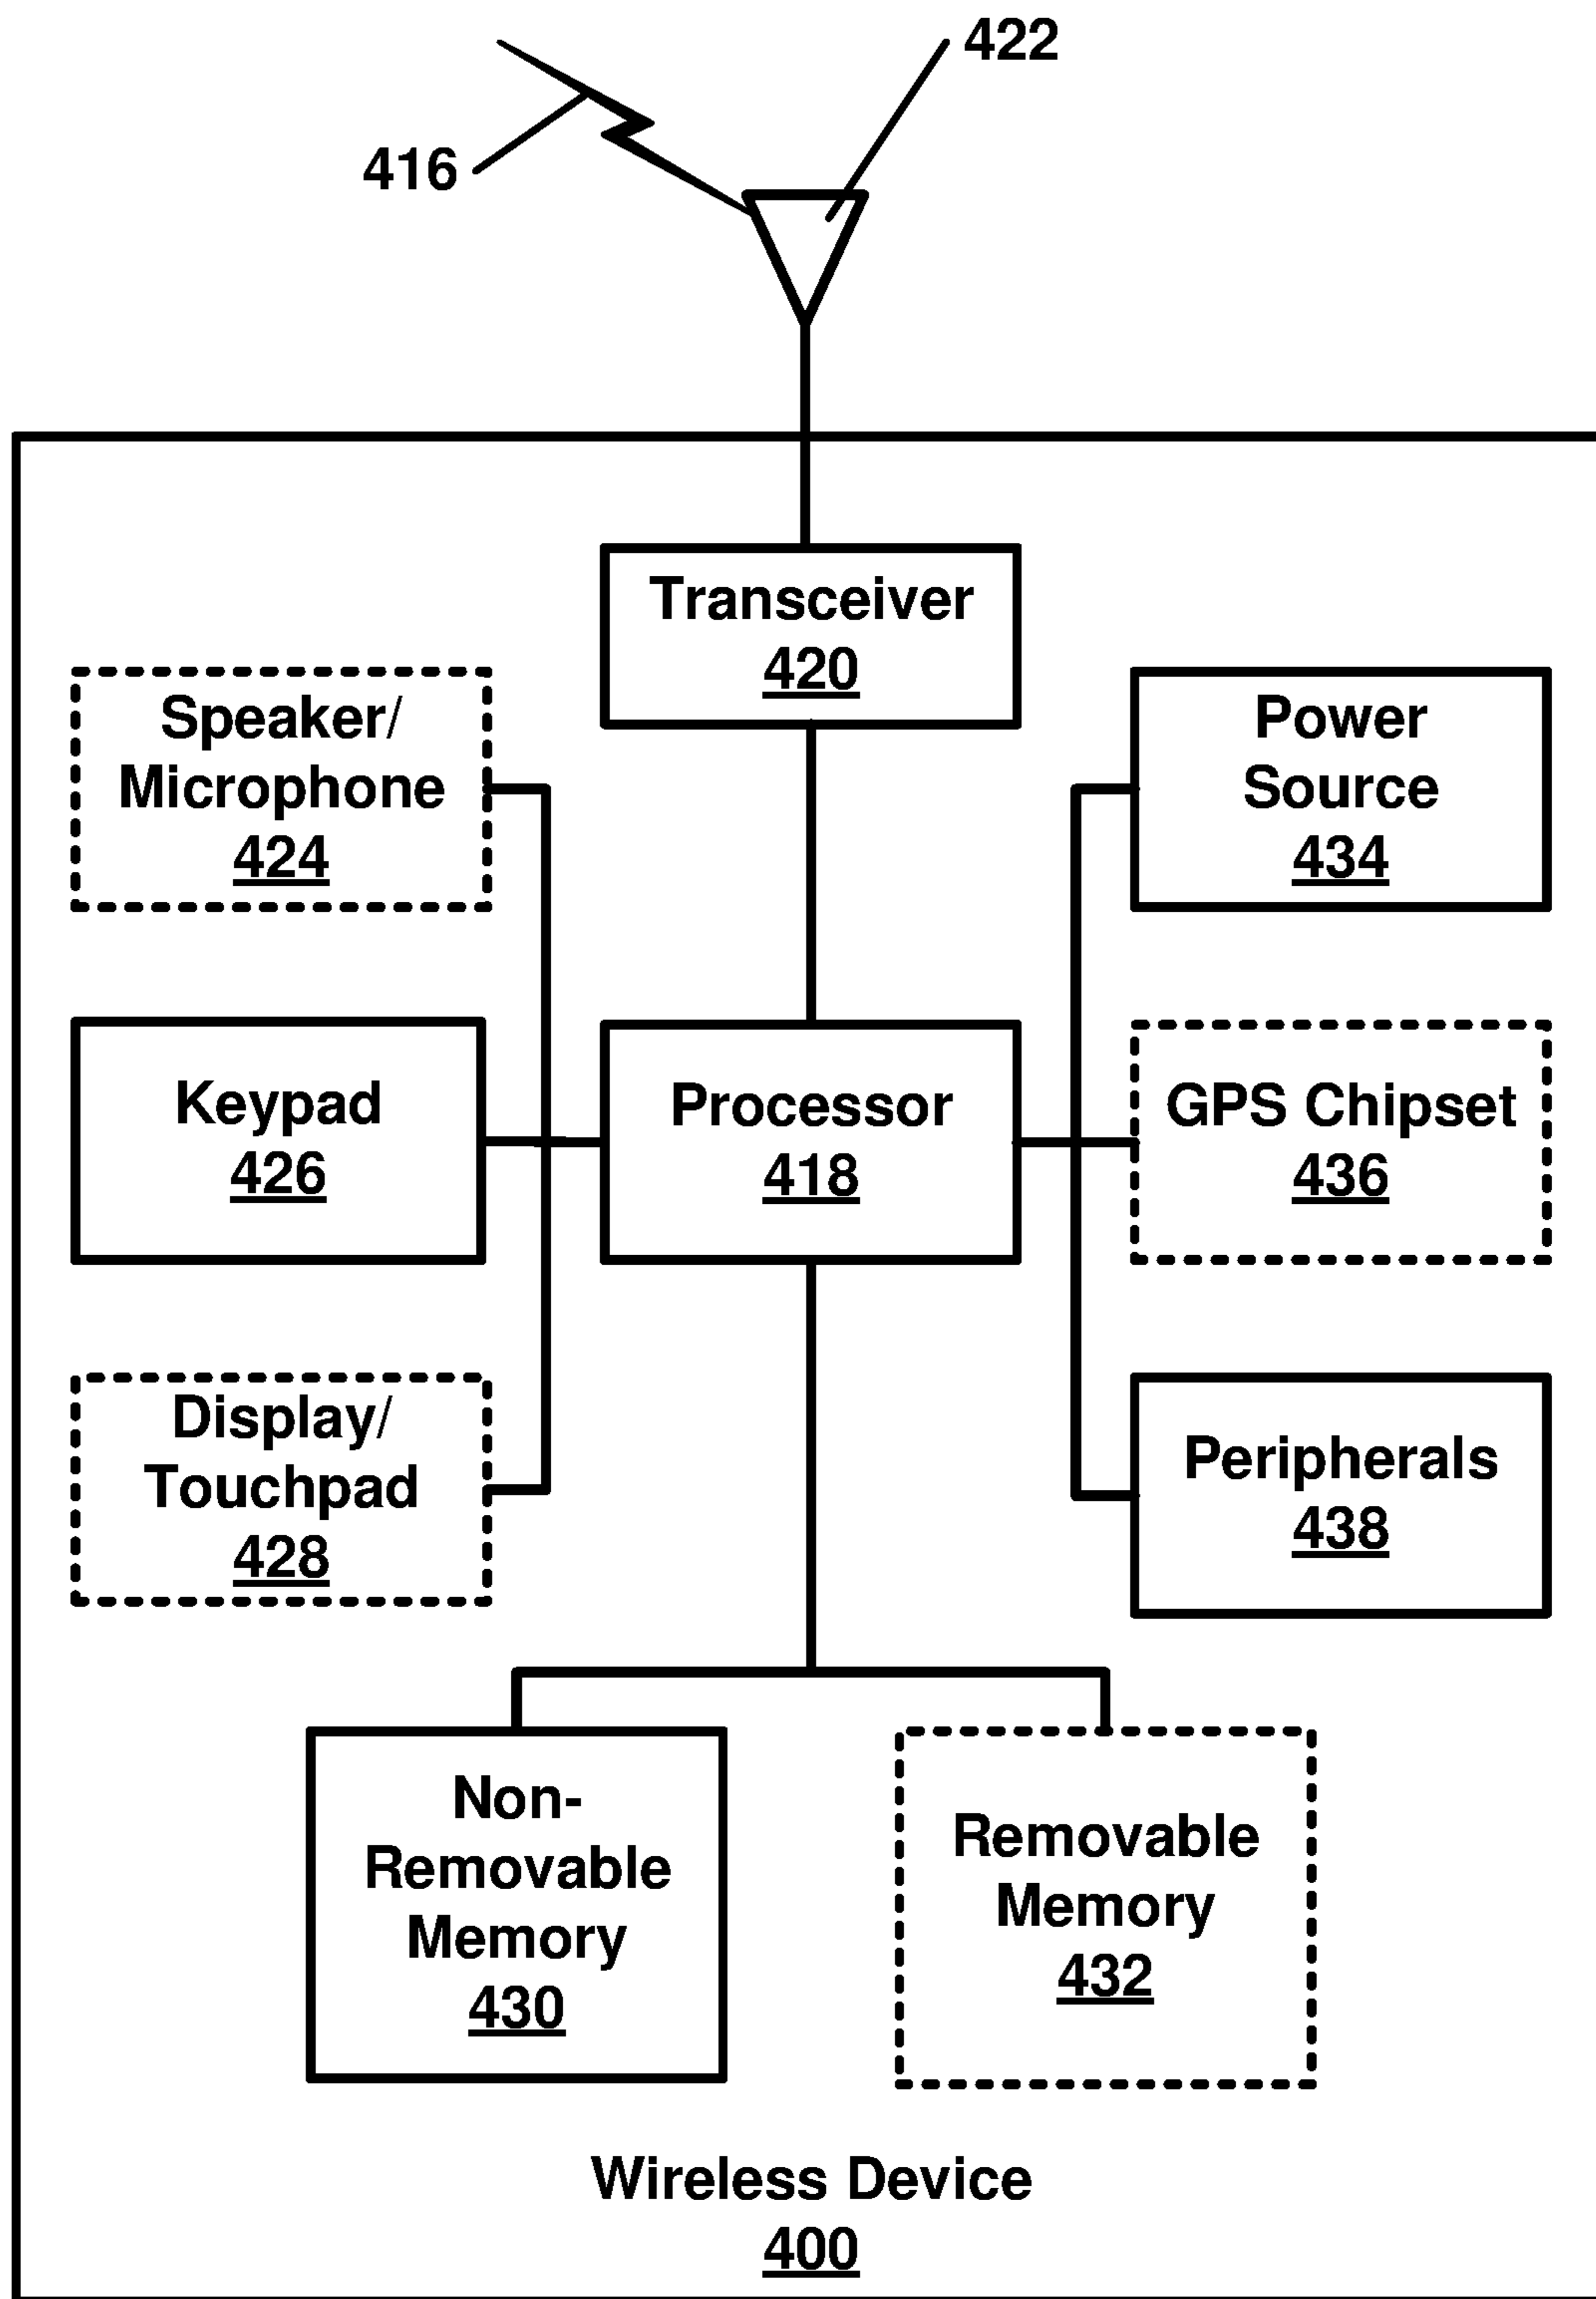 422
416
Transceiver
420
Speaker/
Microphone
424
Power
Source
434
Keypad
426
Processor
418
GPS Chipset
436
Display/
Touchpad
428
Peripherals
438
Non-
Removable
Memory
430
Removable
Memory
432
Wireless Device
400